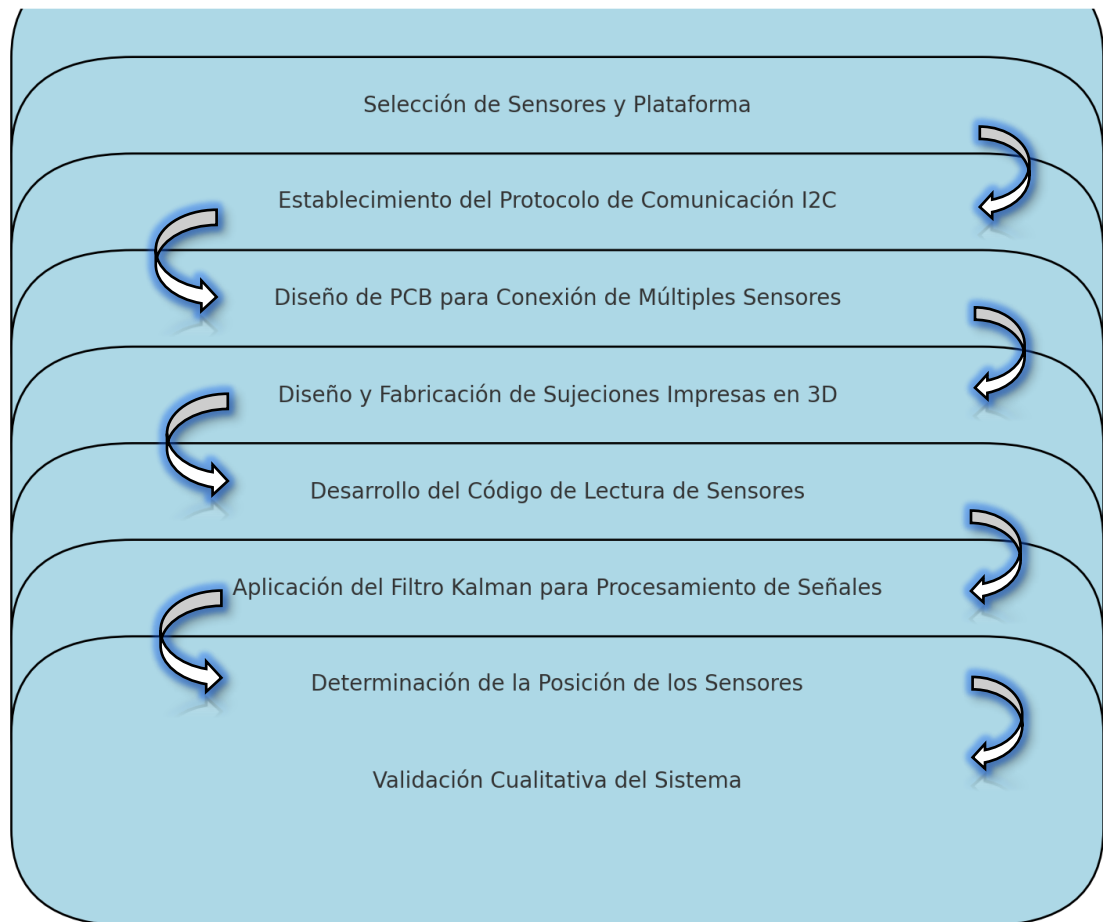 Selección de Sensores y Plataforma
Establecimiento del Protocolo de Comunicación I2C
Diseño de PCB para Conexión de Múltiples Sensores
Diseño y Fabricación de Sujeciones Impresas en 3D
Desarrollo del Código de Lectura de Sensores
Aplicación del Filtro Kalman para Procesamiento de Señales
Determinación de la Posición de los Sensores
Validación Cualitativa del Sistema